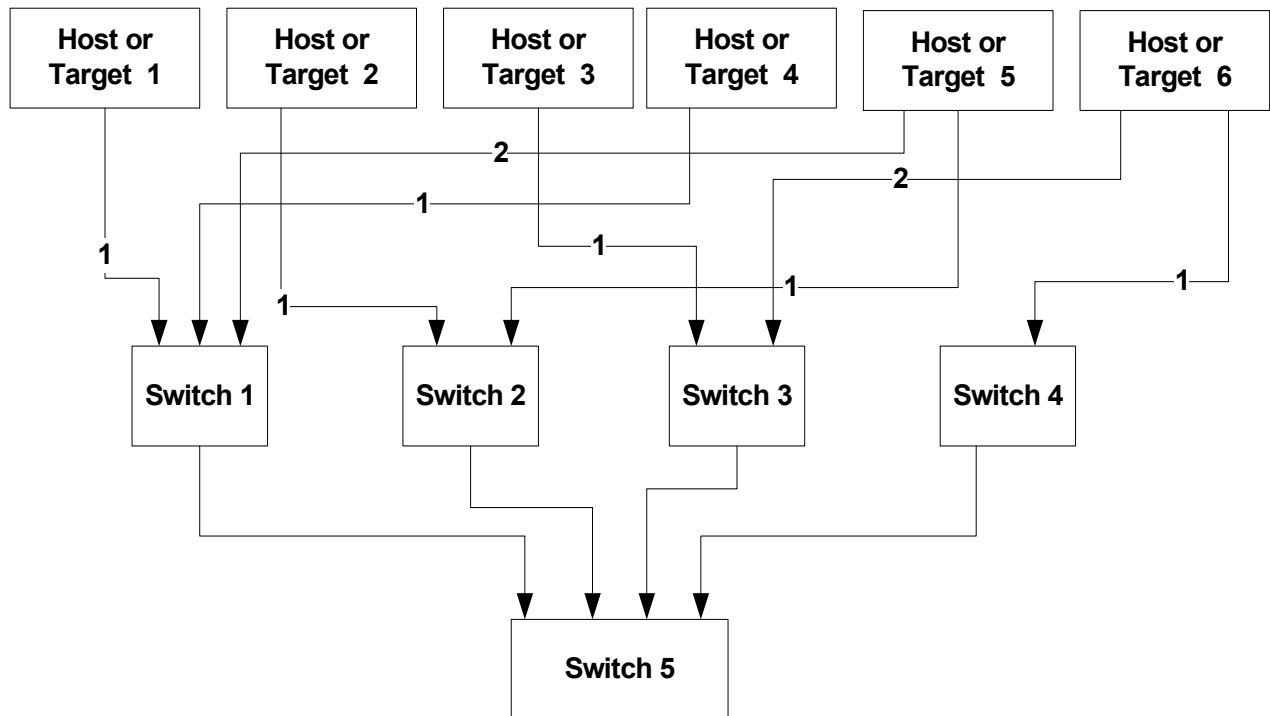 Host or
Target 1
Host or
Target 2
Host or
Target 3
Host or
Target 4
Host or
Target 5
Host or
Target 6
2
2
1
1
1
1
1
1
Switch 1
Switch 2
Switch 3
Switch 4
Switch 5